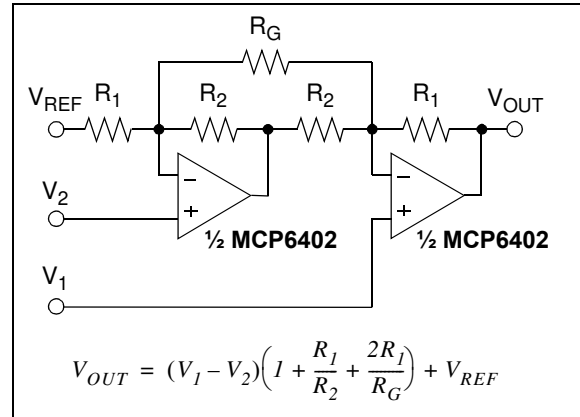 R_G
V_REF R_1 R_2 R_2 R_1 V_OUT
V_2
½ MCP6402 ½ MCP6402
V_1
V_OUT = (V_1 – V_2)(1 + R_1/R_2 + 2R_1/R_G) + V_REF